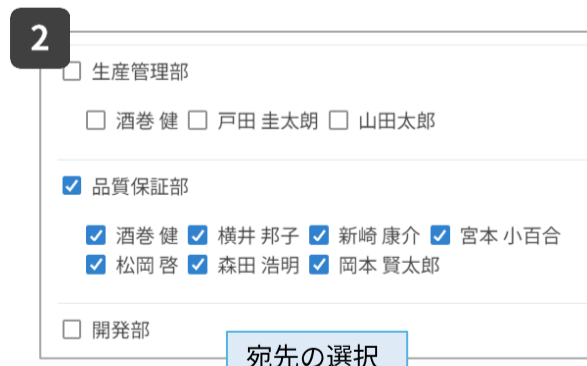 2
生産管理部
酒巻 健 戸田 圭太朗 山田太郎
品質保証部
酒巻 健 横井 邦子 新崎 康介 宮本 小百合
松岡 啓 森田 浩明 岡本 賢太郎
開発部
宛先の選択